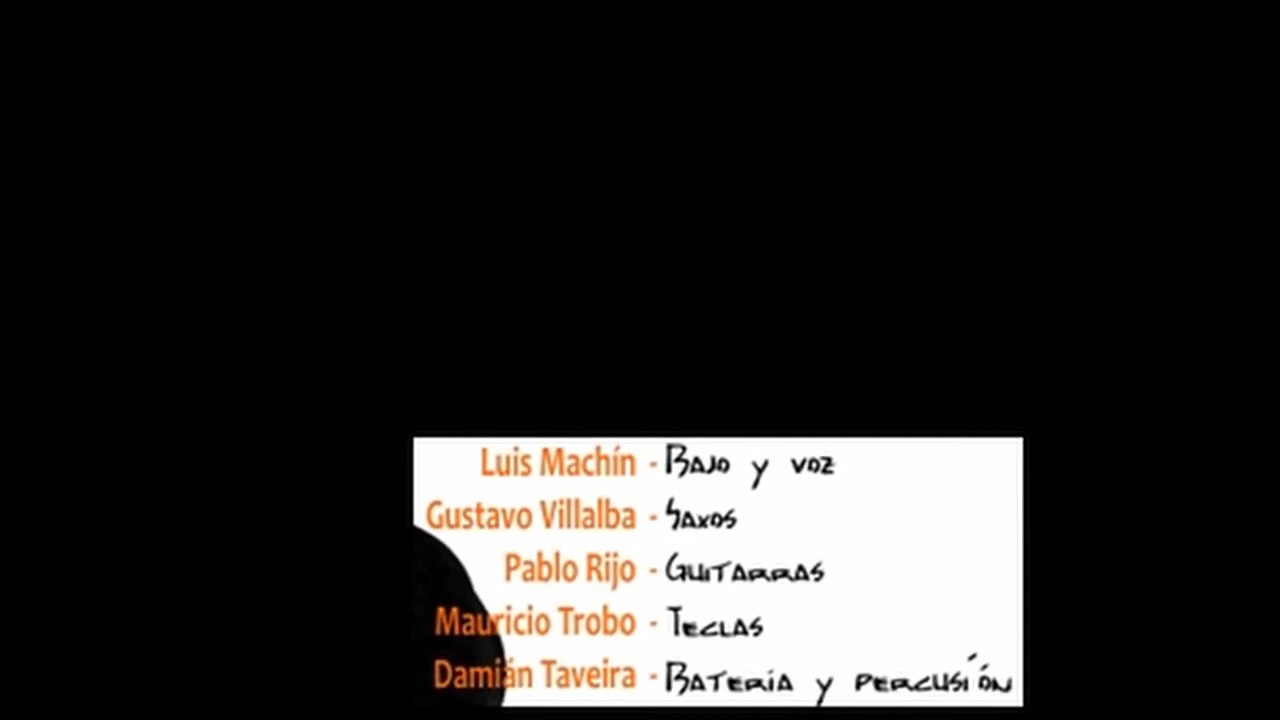 Luis Machín - Bajo y voz
Gustavo Villalba - Saxos
Pablo Rijo - Guitarras
Mauricio Trobo - Teclas
Damián Taveira - Batería y percusión